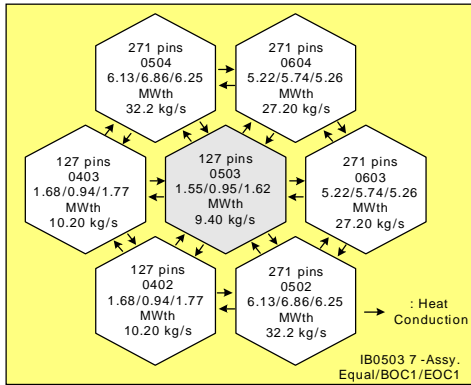 271 pins
0504
6.13/6.86/6.25
MWth
32.2 kg/s
271 pins
0604
5.22/5.74/5.26
MWth
27.20 kg/s
127 pins
0403
1.68/0.94/1.77
MWth
10.20 kg/s
127 pins
0503
1.55/0.95/1.62
MWth
9.40 kg/s
271 pins
0603
5.22/5.74/5.26
MWth
27.20 kg/s
127 pins
0402
1.68/0.94/1.77
MWth
10.20 kg/s
271 pins
0502
6.13/6.86/6.25
MWth
32.2 kg/s
: Heat
Conduction
IB0503 7 -Assy.
Equal/BOC1/EOC1